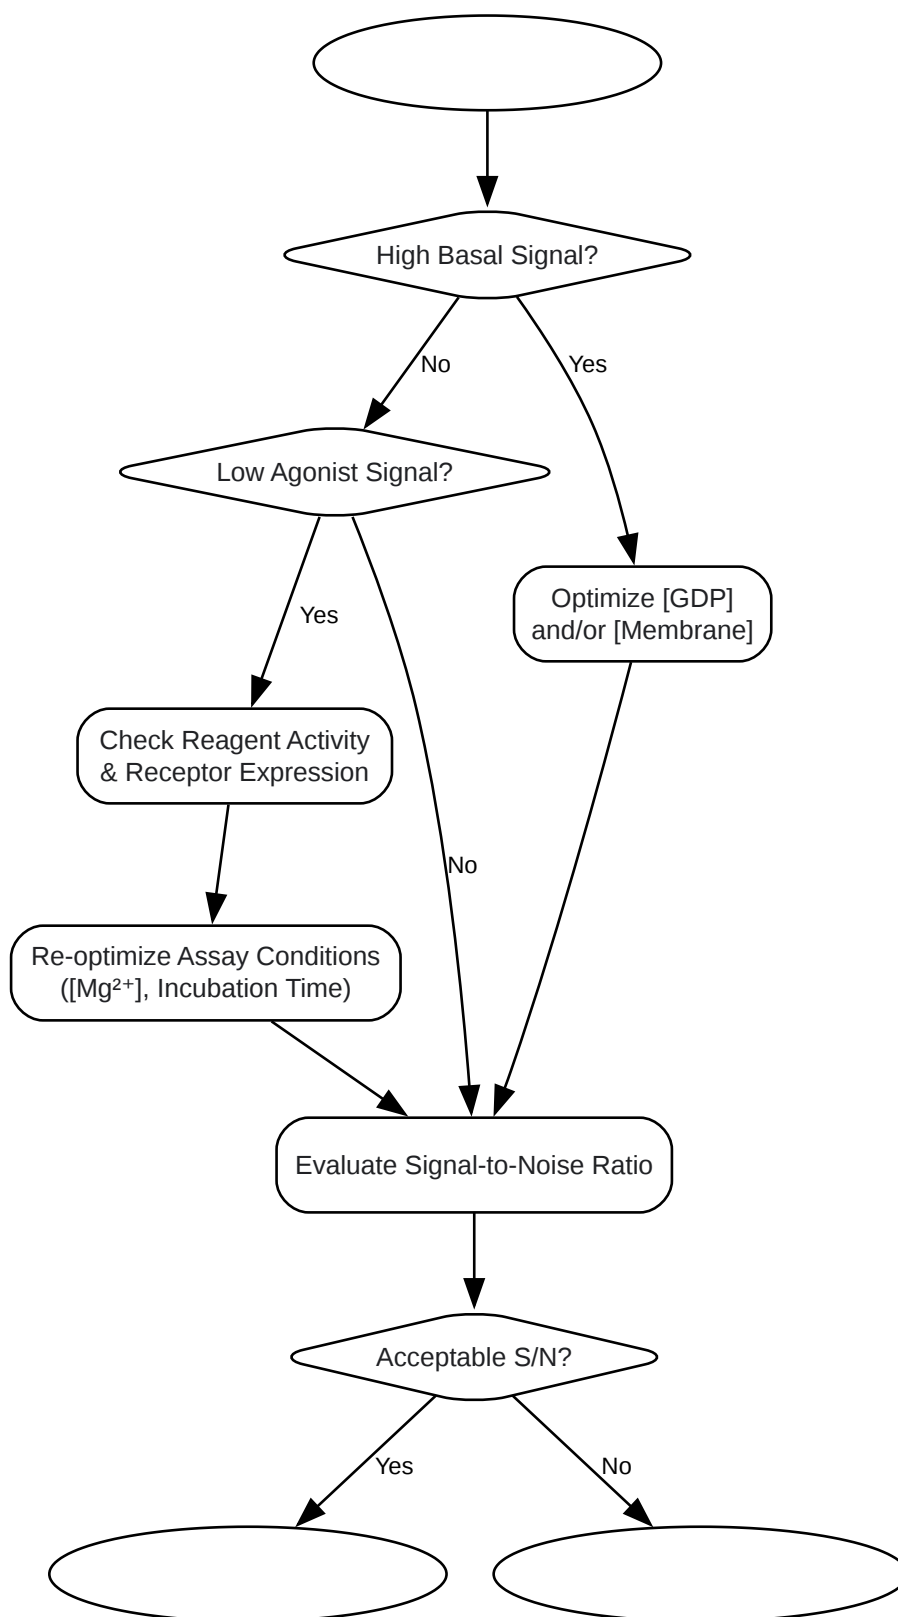 High Basal Signal?
No
Yes
Low Agonist Signal?
Optimize [GDP]
and/or [Membrane]
Yes
Check Reagent Activity
& Receptor Expression
No
Re-optimize Assay Conditions
([Mg²⁺], Incubation Time)
Evaluate Signal-to-Noise Ratio
Acceptable S/N?
Yes
No